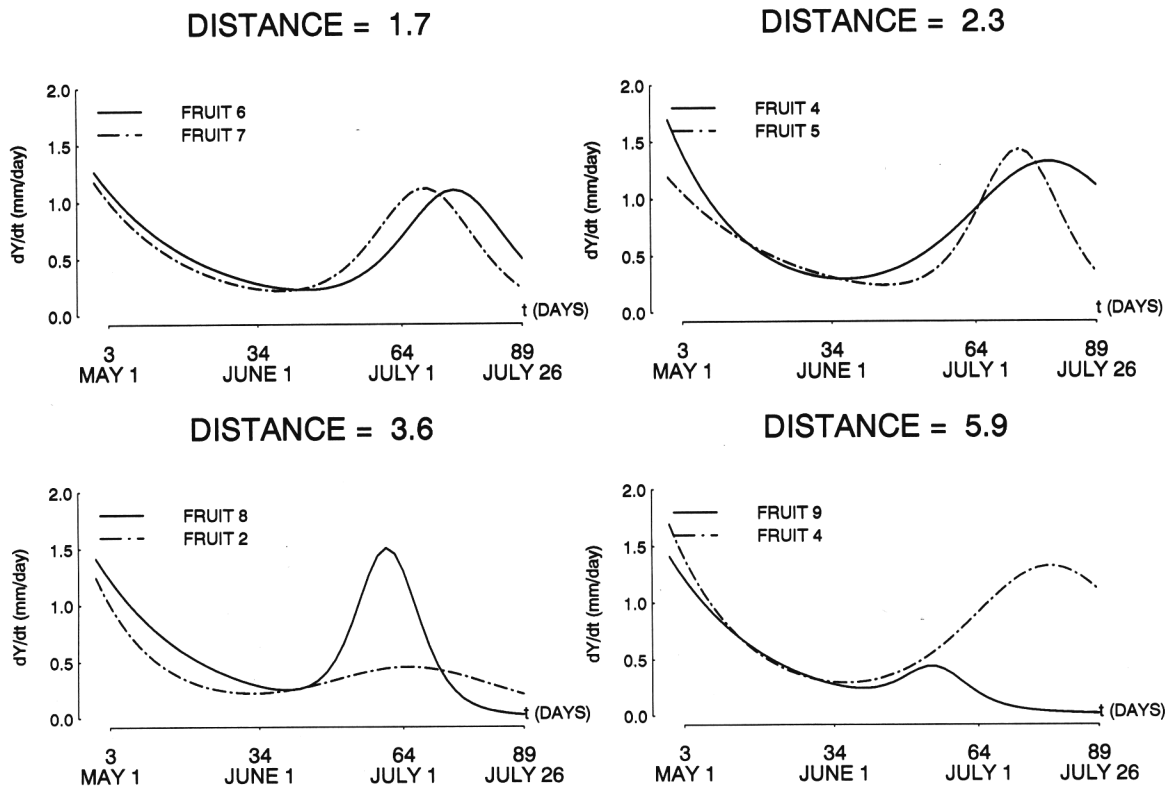 DISTANCE = 1.7
2.0
1.5
1.0
0.5
0.0
dY/dt (mm/day)
FRUIT 6
FRUIT 7
t (DAYS)
3 34 64 89
MAY 1 JUNE 1 JULY 1 JULY 26
DISTANCE = 2.3
2.0
1.5
1.0
0.5
0.0
dY/dt (mm/day)
FRUIT 4
FRUIT 5
t (DAYS)
3 34 64 89
MAY 1 JUNE 1 JULY 1 JULY 26
DISTANCE = 3.6
2.0
1.5
1.0
0.5
0.0
dY/dt (mm/day)
FRUIT 8
FRUIT 2
t (DAYS)
3 34 64 89
MAY 1 JUNE 1 JULY 1 JULY 26
DISTANCE = 5.9
2.0
1.5
1.0
0.5
0.0
dY/dt (mm/day)
FRUIT 9
FRUIT 4
t (DAYS)
3 34 64 89
MAY 1 JUNE 1 JULY 1 JULY 26